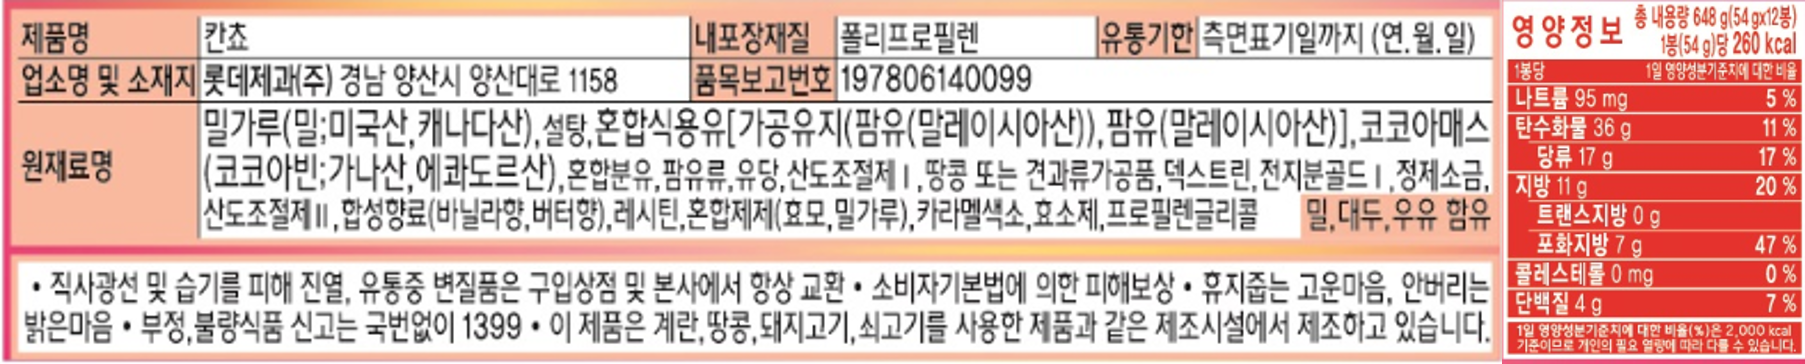 제품명 칸쵸 내포장재질 폴리프로필렌 유통기한 측면표기일까지 (연.월.일)
업소명 및 소재지 롯데제과(주) 경남 양산시 양산대로 1158 품목보고번호 197806140099
원재료명
밀가루(밀;미국산,캐나다산),설탕,혼합식용유[가공유지(팜유(말레이시아산)),팜유(말레이시아산)],코코아매스
(코코아빈;가나산,에콰도르산),혼합분유,팜유류,유당,산도조절제Ⅰ,땅콩 또는 견과류가공품,덱스트린,전지분골드Ⅰ,정제소금,
산도조절제Ⅱ,합성향료(바닐라향,버터향),레시틴,혼합제제(효모,밀가루),카라멜색소,효소제,프로필렌글리콜 밀,대두,우유 함유
• 직사광선 및 습기를 피해 진열, 유통중 변질품은 구입상점 및 본사에서 항상 교환 • 소비자기본법에 의한 피해보상 • 휴지줍는 고운마음, 안버리는
밝은마음 • 부정,불량식품 신고는 국번없이 1399 • 이 제품은 계란,땅콩,돼지고기,쇠고기를 사용한 제품과 같은 제조시설에서 제조하고 있습니다.
영양정보
총 내용량 648 g(54 gx12봉)
1봉(54 g)당 260 kcal
1봉당 1일 영양성분기준치에 대한 비율
나트륨 95 mg 5 %
탄수화물 36 g 11 %
당류 17 g 17 %
지방 11 g 20 %
트랜스지방 0 g
포화지방 7 g 47 %
콜레스테롤 0 mg 0 %
단백질 4 g 7 %
1일 영양성분기준치에 대한 비율(%)은 2,000 kcal
기준이므로 개인의 필요 열량에 따라 다를 수 있습니다.